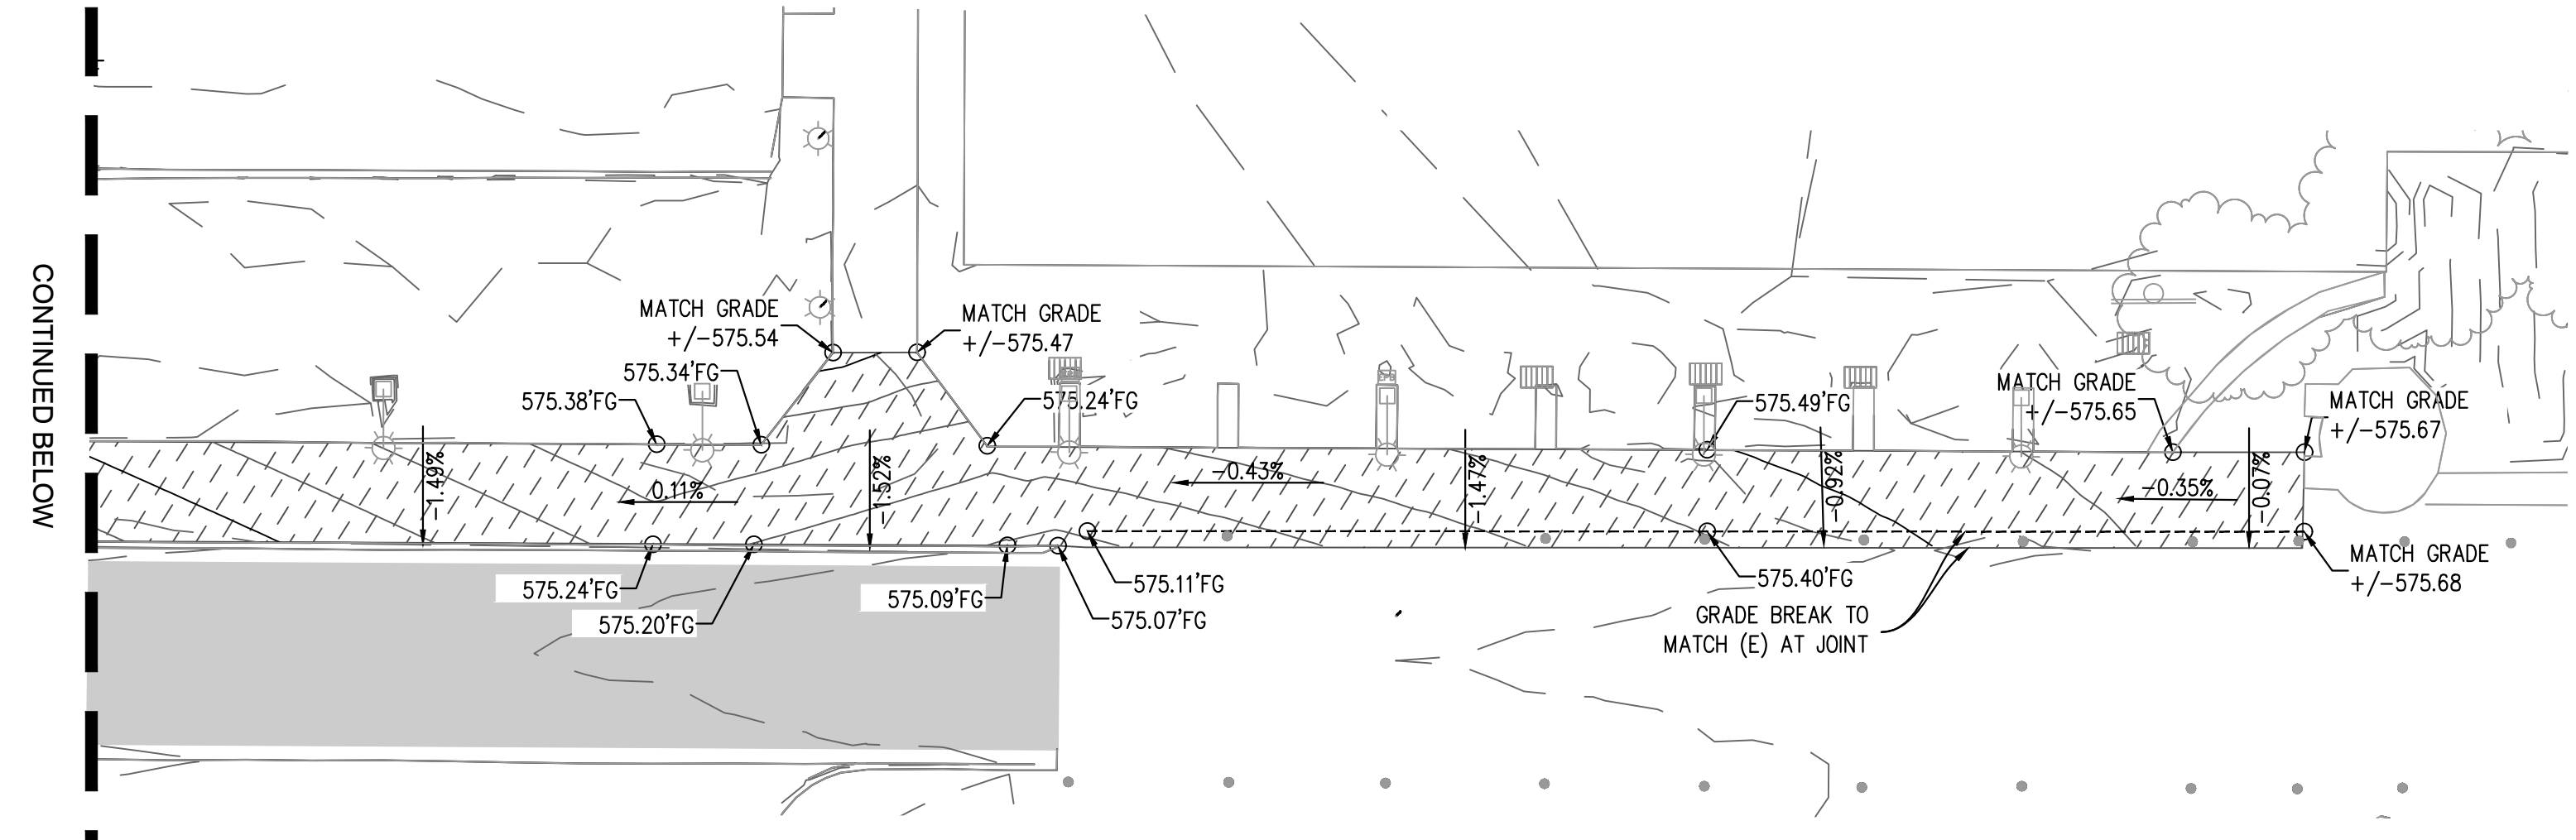 CONTINUED BELOW
MATCH GRADE
+/-575.54
MATCH GRADE
+/-575.47
575.34'FG
575.38'FG
575.24'FG
575.49'FG
MATCH GRADE
+/-575.65
MATCH GRADE
+/-575.67
-1.49%
0.11%
-1.52%
-0.43%
-1.47%
-0.92%
-0.35%
-0.07%
575.24'FG
575.20'FG
575.09'FG
575.11'FG
575.07'FG
575.40'FG
GRADE BREAK TO
MATCH (E) AT JOINT
MATCH GRADE
+/-575.68